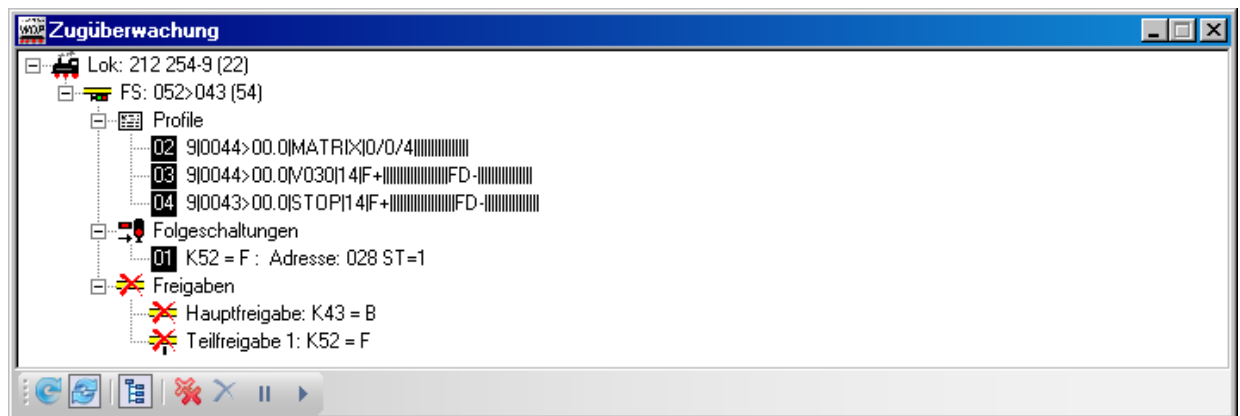 Zugüberwachung
Lok: 212 254-9 (22)
FS: 052>043 (54)
Profile
02 9|0044>00.0|MATRIX|0/0/4||||||||||||||
03 9|0044>00.0|V030|14|F+|||||||||||||||||FD-||||||||||||||
04 9|0043>00.0|STOP|14|F+|||||||||||||||||FD-||||||||||||||
Folgeschaltungen
01 K52 = F : Adresse: 028 ST=1
Freigaben
Hauptfreigabe: K43 = B
Teilfreigabe 1: K52 = F